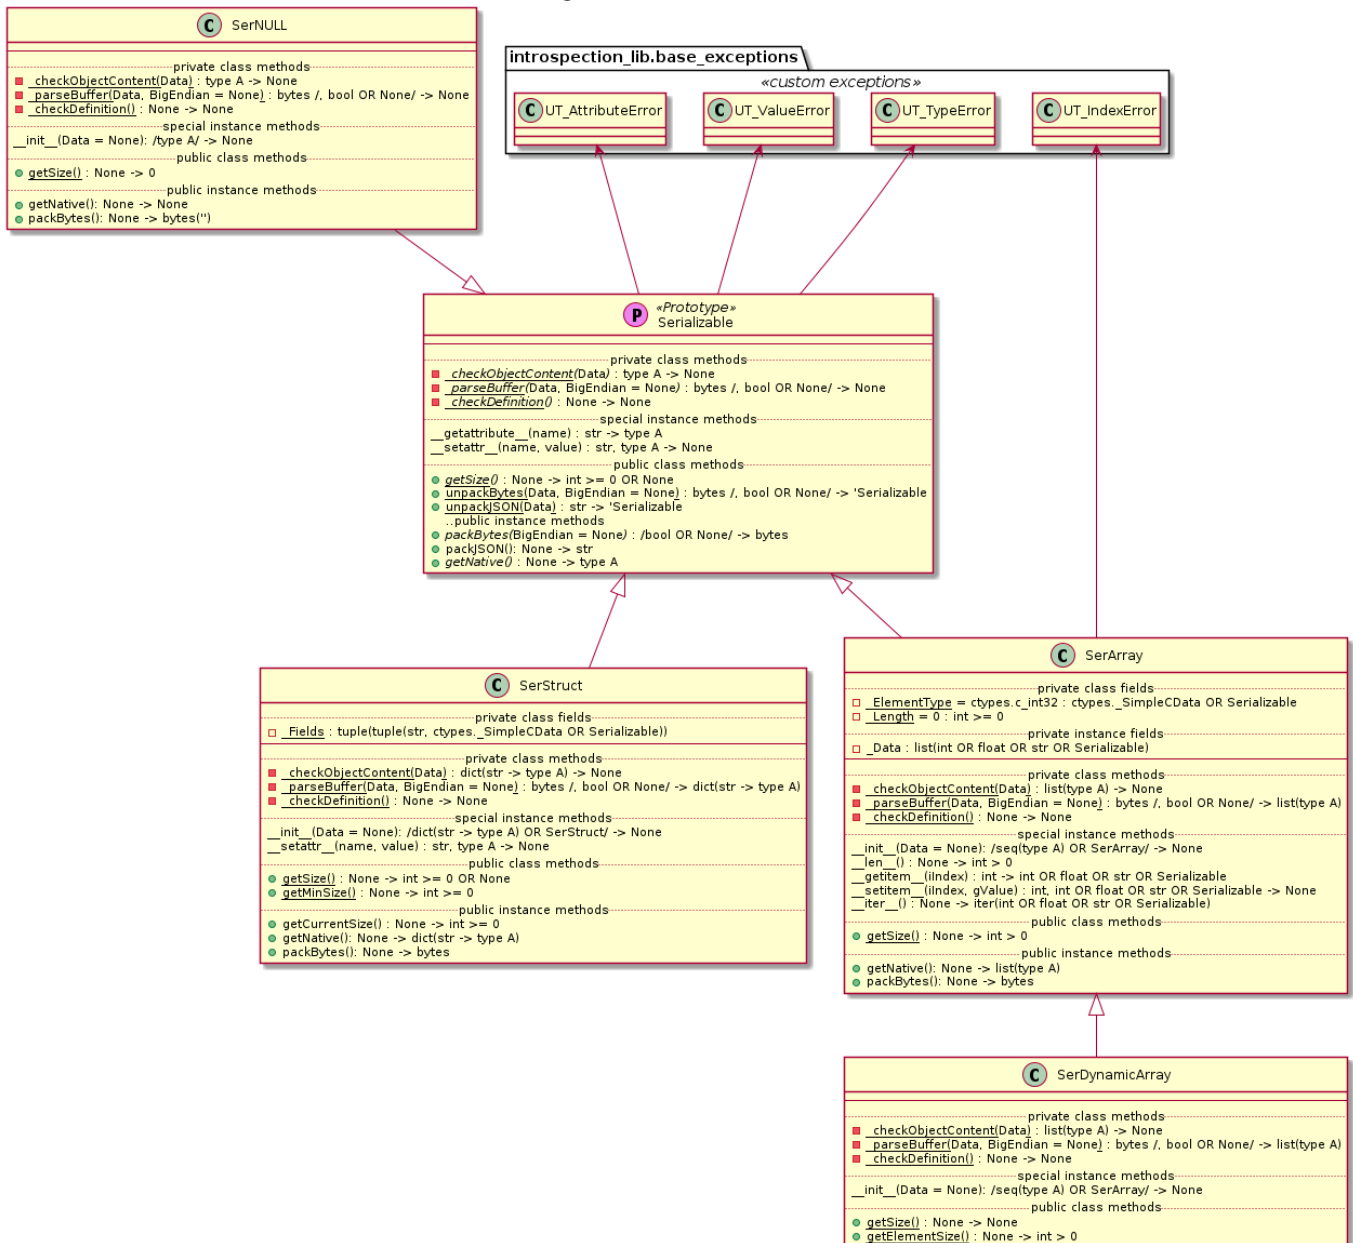 SerNULL
private class methods
_checkObjectContent(Data) : type A -> None
_parseBuffer(Data, BigEndian = None) : bytes /, bool OR None/ -> None
_checkDefinition() : None -> None
special instance methods
__init__(Data = None): /type A/ -> None
public class methods
getSize() : None -> 0
public instance methods
getNative(): None -> None
packBytes(): None -> bytes('')
introspection_lib.base_exceptions
«custom exceptions»
C UT_AttributeError
C UT_ValueError
C UT_TypeError
C UT_IndexError
«Prototype»
P Serializable
private class methods
_checkObjectContent(Data) : type A -> None
_parseBuffer(Data, BigEndian = None) : bytes /, bool OR None/ -> None
_checkDefinition() : None -> None
special instance methods
__getattribute__(name) : str -> type A
__setattr__(name, value) : str, type A -> None
public class methods
getSize() : None -> int >= 0 OR None
unpackBytes(Data, BigEndian = None) : bytes /, bool OR None/ -> 'Serializable
unpackJSON(Data) : str -> 'Serializable
..public instance methods
packBytes(BigEndian = None) : /bool OR None/ -> bytes
packJSON(): None -> str
getNative() : None -> type A
C SerStruct
private class fields
_Fields : tuple(tuple(str, ctypes._SimpleCData OR Serializable))
private class methods
_checkObjectContent(Data) : dict(str -> type A) -> None
_parseBuffer(Data, BigEndian = None) : bytes /, bool OR None/ -> dict(str -> type A)
_checkDefinition() : None -> None
special instance methods
__init__(Data = None): /dict(str -> type A) OR SerStruct/ -> None
__setattr__(name, value) : str, type A -> None
public class methods
getSize() : None -> int >= 0 OR None
getMinSize() : None -> int >= 0
public instance methods
getCurrentSize() : None -> int >= 0
getNative(): None -> dict(str -> type A)
packBytes(): None -> bytes
C SerArray
private class fields
_ElementType = ctypes.c_int32 : ctypes._SimpleCData OR Serializable
_Length = 0 : int >= 0
private instance fields
_Data : list(int OR float OR str OR Serializable)
private class methods
_checkObjectContent(Data) : list(type A) -> None
_parseBuffer(Data, BigEndian = None) : bytes /, bool OR None/ -> list(type A)
_checkDefinition() : None -> None
special instance methods
__init__(Data = None): /seq(type A) OR SerArray/ -> None
__len__() : None -> int > 0
__getitem__(iIndex) : int -> int OR float OR str OR Serializable
__setitem__(iIndex, gValue) : int, int OR float OR str OR Serializable -> None
__iter__() : None -> iter(int OR float OR str OR Serializable)
public class methods
getSize() : None -> int > 0
public instance methods
getNative(): None -> list(type A)
packBytes(): None -> bytes
C SerDynamicArray
private class methods
_checkObjectContent(Data) : list(type A) -> None
_parseBuffer(Data, BigEndian = None) : bytes /, bool OR None/ -> list(type A)
_checkDefinition() : None -> None
special instance methods
__init__(Data = None): /seq(type A) OR SerArray/ -> None
public class methods
getSize() : None -> None
getElementSize() : None -> int > 0